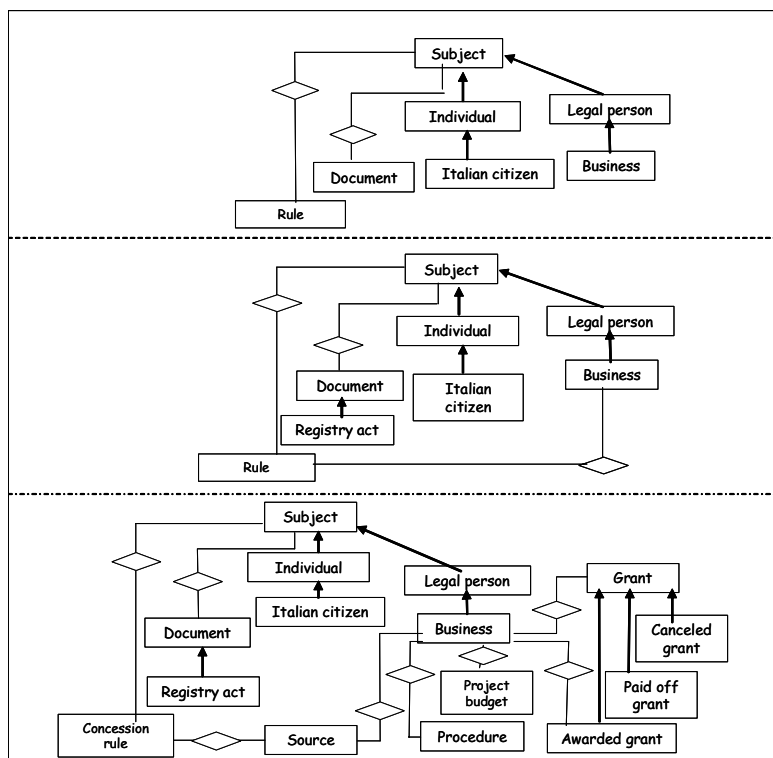 Subject
Legal person
Individual
Document
Italian citizen
Business
Rule
Subject
Legal person
Individual
Business
Document
Italian
citizen
Registry act
Rule
Subject
Individual
Legal person
Grant
Italian citizen
Document
Business
Canceled
grant
Registry act
Project
budget
Paid off
grant
Concession
rule
Source
Procedure
Awarded grant